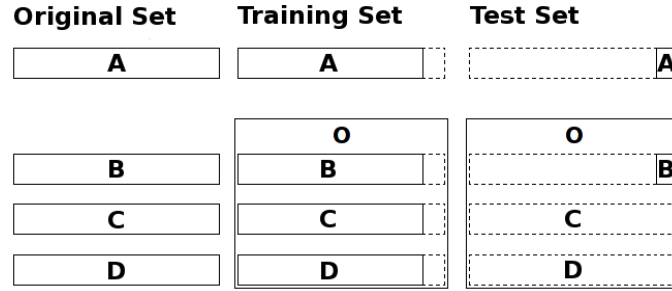 Original Set Training Set Test Set
A A A
O O
B B B
C C C
D D D